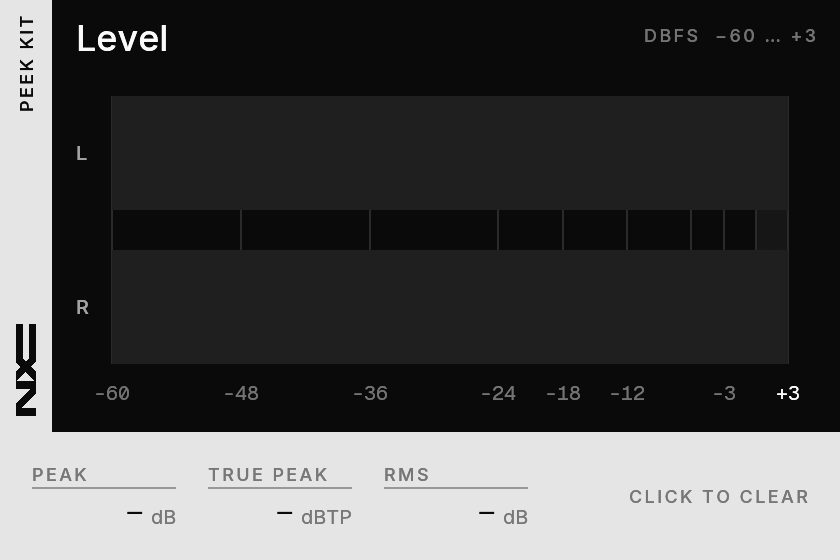 PEEK KIT
Level
DBFS −60 … +3
L
R
−60 −48 −36 −24 −18 −12 −3 +3
NXE
PEAK TRUE PEAK RMS
– dB – dBTP – dB
CLICK TO CLEAR